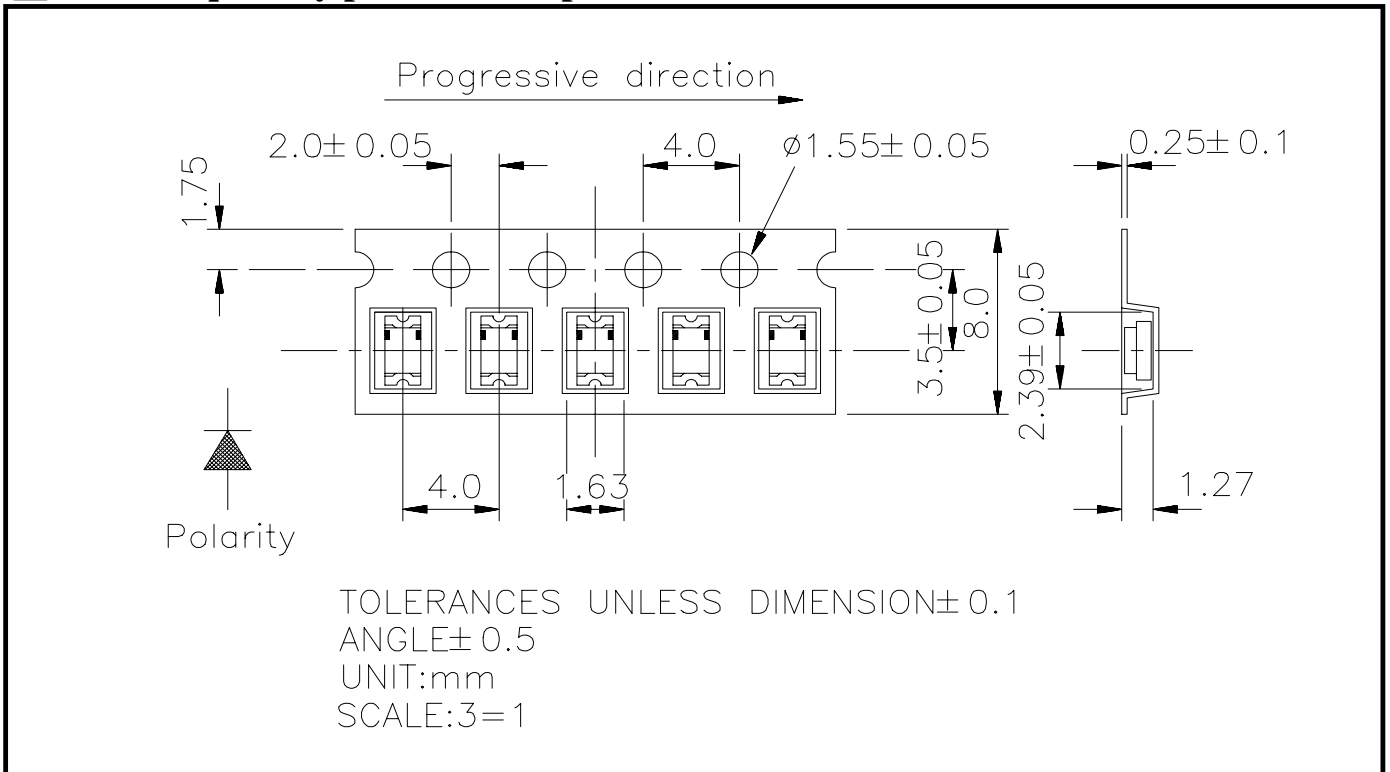 Progressive direction
2.0±0.05
4.0
ø1.55±0.05
0.25±0.1
1.75
3.5±0.05
8.0
2.39±0.05
4.0
1.63
1.27
Polarity
TOLERANCES UNLESS DIMENSION±0.1
ANGLE±0.5
UNIT:mm
SCALE:3=1